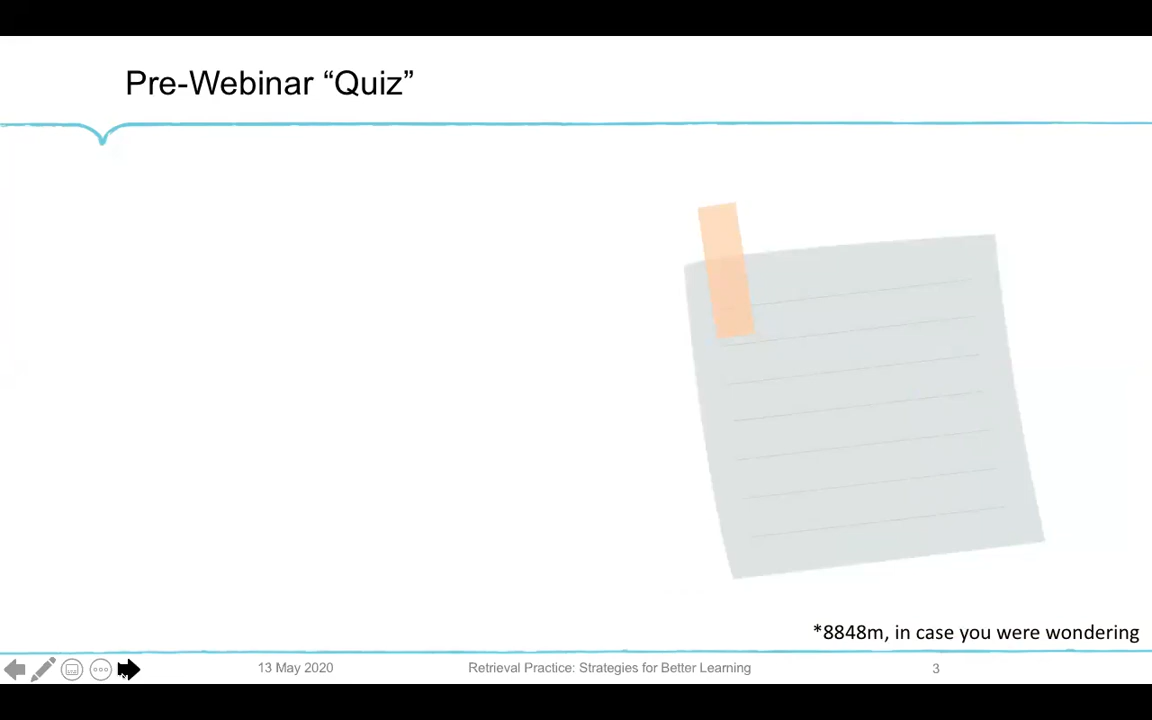 Pre-Webinar “Quiz”
*8848m, in case you were wondering
13 May 2020
Retrieval Practice: Strategies for Better Learning
3